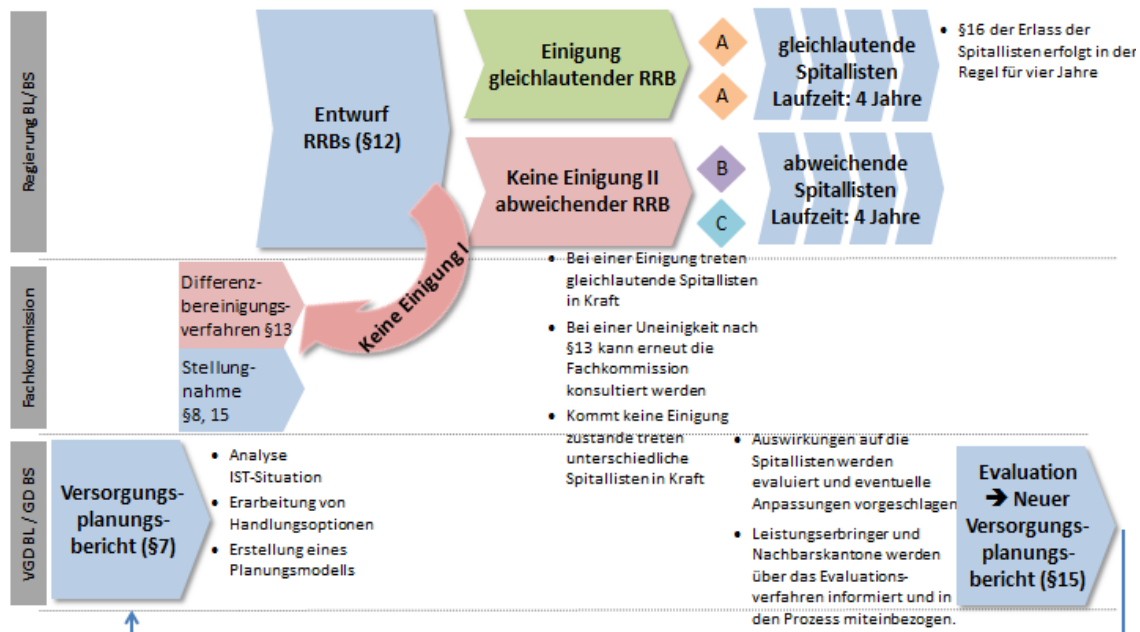 Regierung BL/ BS
Entwurf
RRBs (§12)
Einigung
gleichlautender RRB
A
A
gleichlautende
Spitallisten
Laufzeit: 4 Jahre
• §16 der Erlass der
Spitallisten erfolgt in der
Regel für vier Jahre
Keine Einigung II
abweichender RRB
B
C
abweichende
Spitallisten
Laufzeit: 4 Jahre
Keine Einigung I
Fachkommission
Differenz-
bereinigungs-
verfahren §13
Stellung-
nahme
§8, 15
• Bei einer Einigung treten
gleichlautende Spitallisten
in Kraft
• Bei einer Uneinigkeit nach
§13 kann erneut die
Fachkommission
konsultiert werden
• Kommt keine Einigung
zustande treten
unterschiedliche
Spitallisten in Kraft
VGD BL / GD BS
Versorgungs-
planungs-
bericht (§7)
• Analyse
IST-Situation
• Erarbeitung von
Handlungsoptionen
• Erstellung eines
Planungsmodells
• Auswirkungen auf die
Spitallisten werden
evaluiert und eventuelle
Anpassungen vorgeschlagen
• Leistungserbringer und
Nachbarskantone werden
über das Evaluations-
verfahren informiert und in
den Prozess miteinbezogen.
Evaluation
➔ Neuer
Versorgungs-
planungs-
bericht (§15)